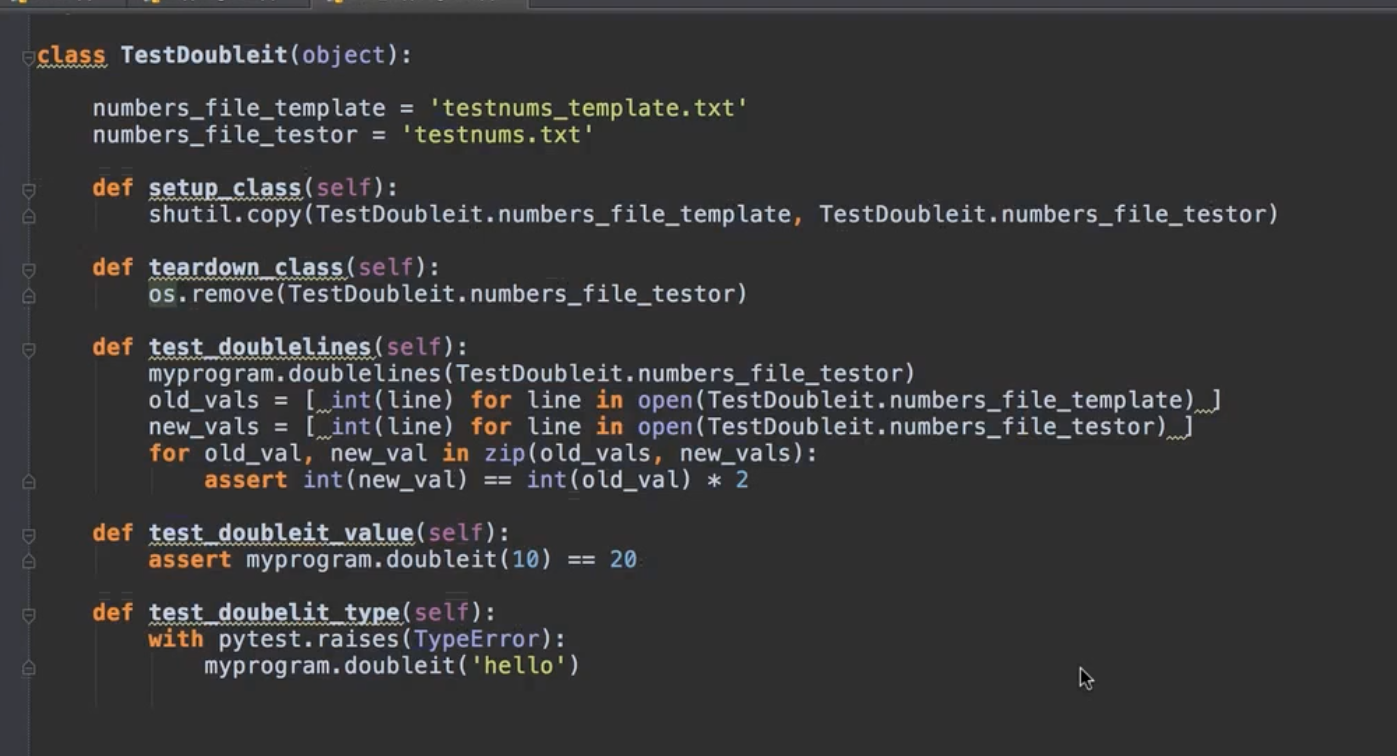 class TestDoubleit(object):
numbers_file_template = 'testnums_template.txt'
numbers_file_testor = 'testnums.txt'
def setup_class(self):
shutil.copy(TestDoubleit.numbers_file_template, TestDoubleit.numbers_file_testor)
def teardown_class(self):
os.remove(TestDoubleit.numbers_file_testor)
def test_doublelines(self):
myprogram.doublelines(TestDoubleit.numbers_file_testor)
old_vals = [ int(line) for line in open(TestDoubleit.numbers_file_template) ]
new_vals = [ int(line) for line in open(TestDoubleit.numbers_file_testor) ]
for old_val, new_val in zip(old_vals, new_vals):
assert int(new_val) == int(old_val) * 2
def test_doubleit_value(self):
assert myprogram.doubleit(10) == 20
def test_doubelit_type(self):
with pytest.raises(TypeError):
myprogram.doubleit('hello')